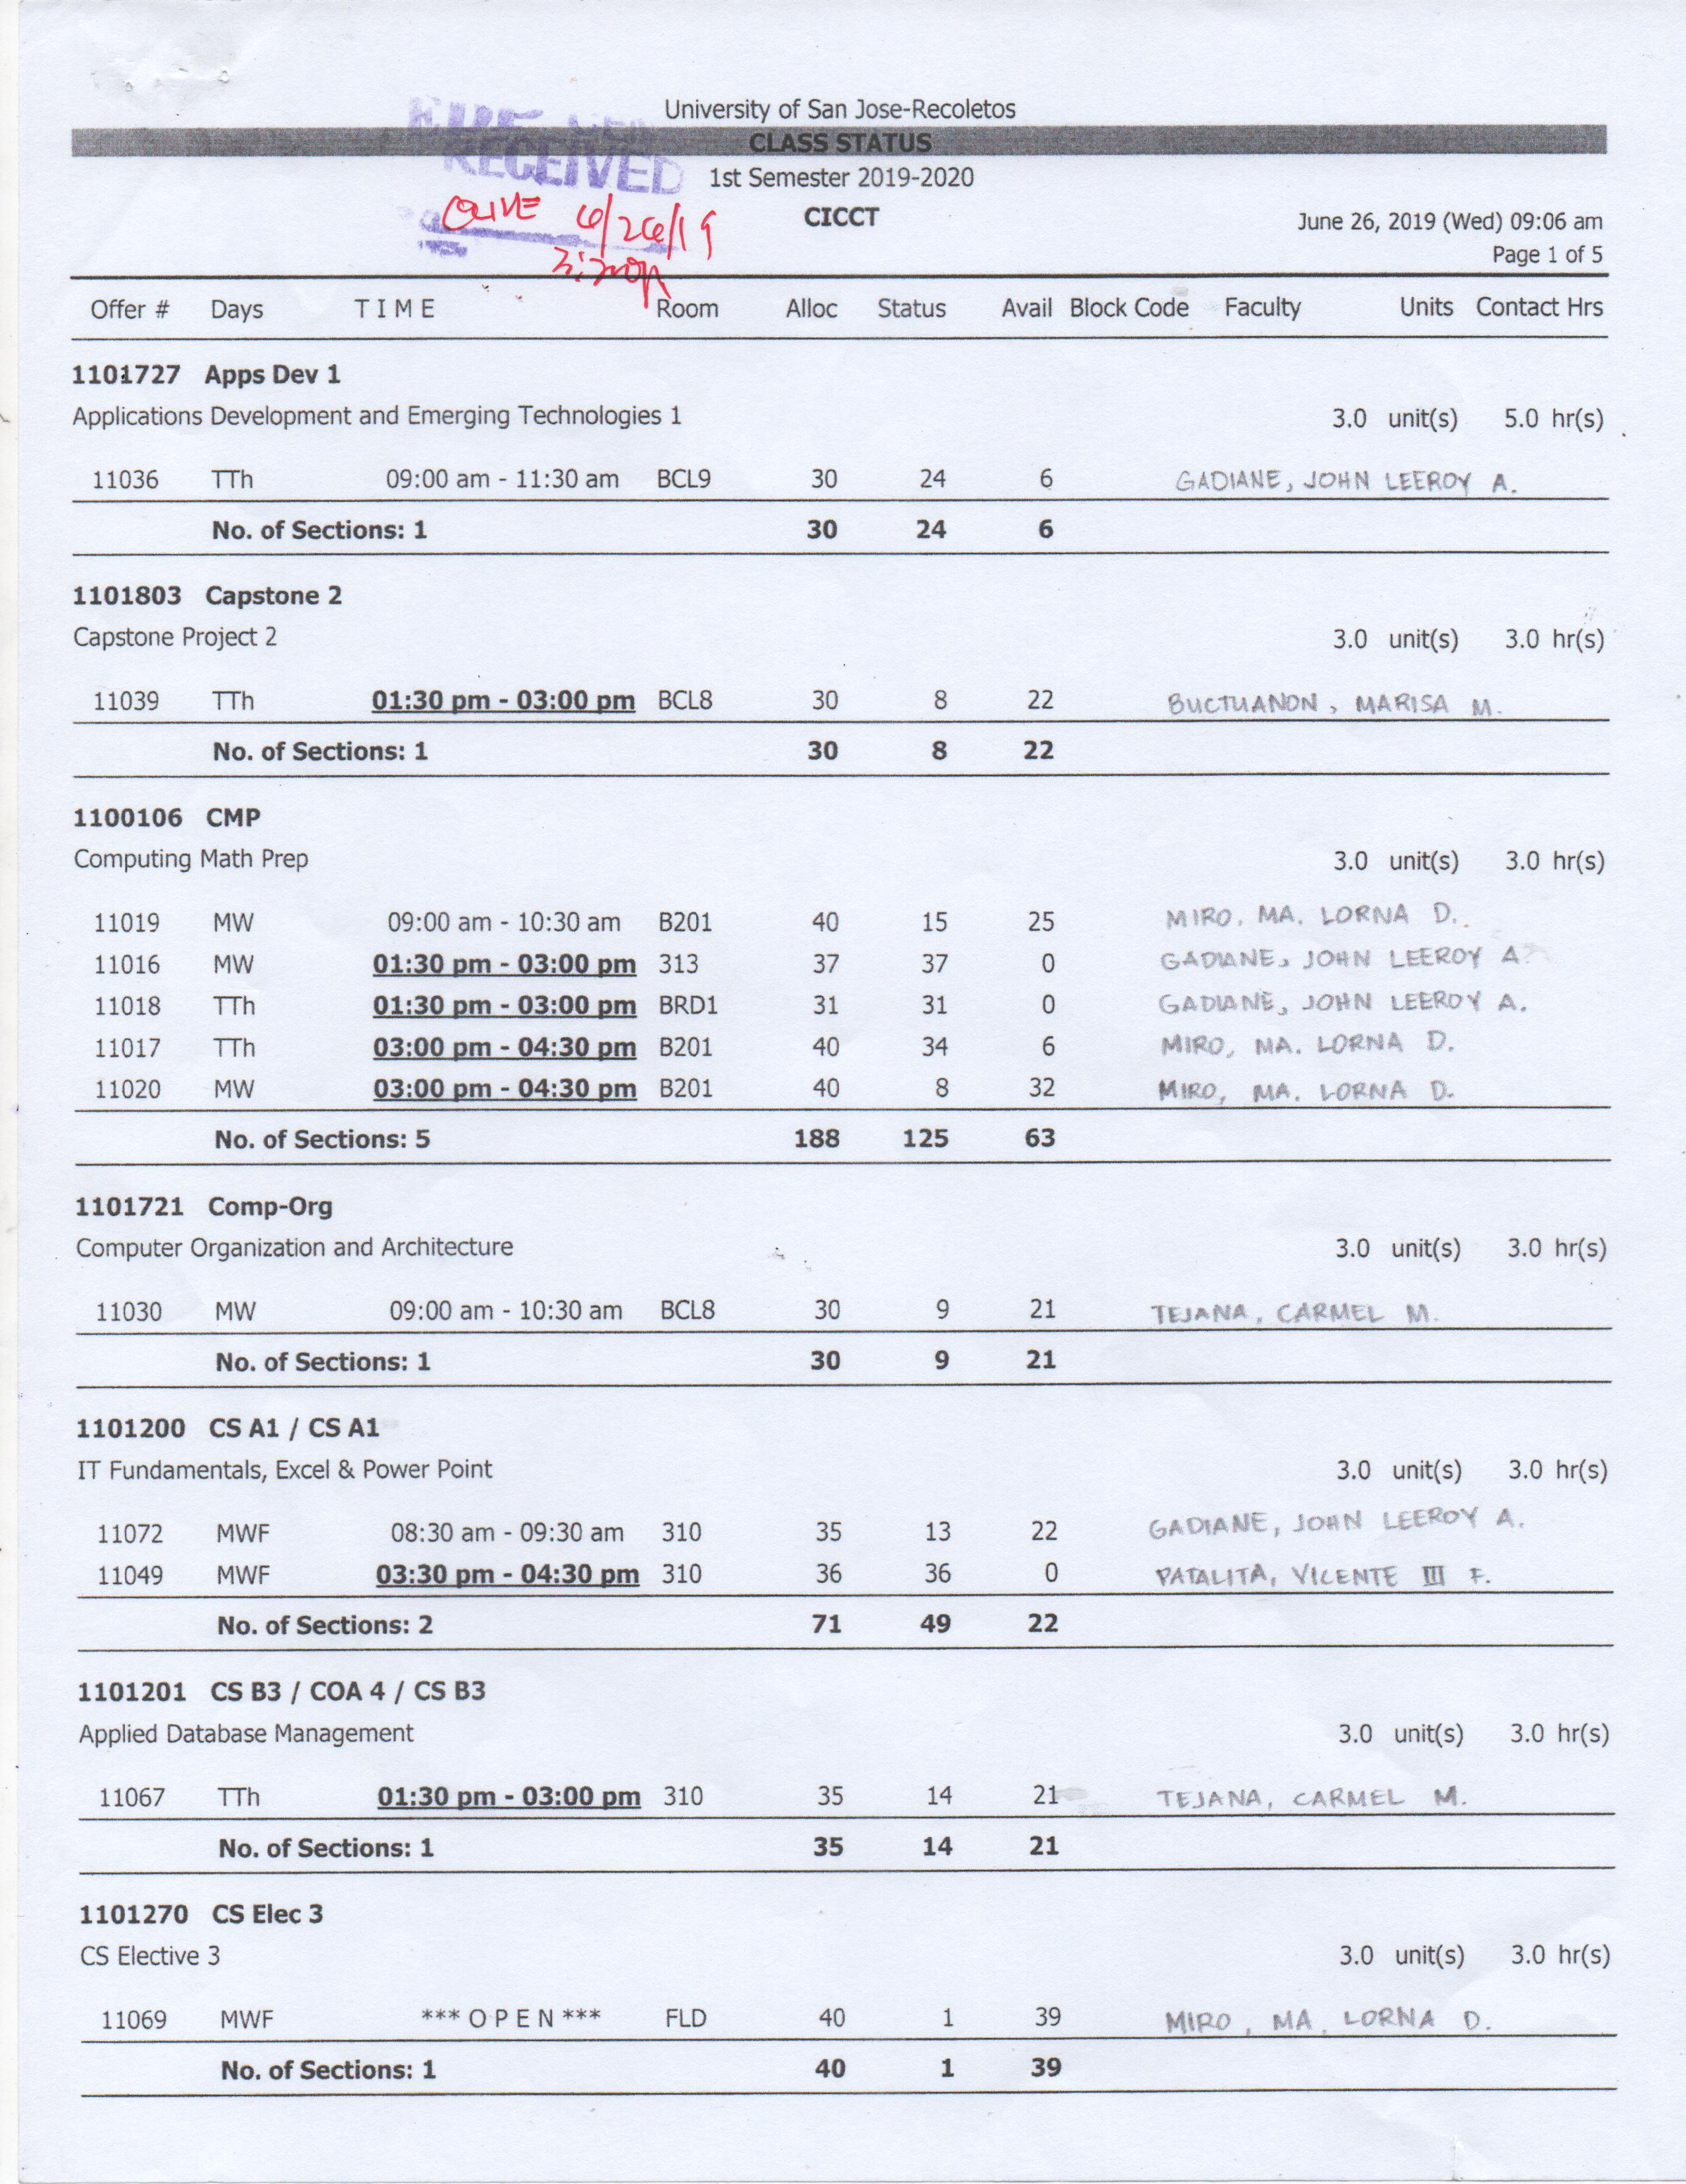 University of San Jose-Recoletos
CLASS STATUS
RECEIVED
1st Semester 2019-2020
CICCT
6/26/19
June 26, 2019 (Wed) 09:06 am
Page 1 of 5
Offer # Days T I M E Room Alloc Status Avail Block Code Faculty Units Contact Hrs
1101727 Apps Dev 1
Applications Development and Emerging Technologies 1 3.0 unit(s) 5.0 hr(s)
11036 TTh 09:00 am - 11:30 am BCL9 30 24 6 GADIANE, JOHN LEEROY A.
No. of Sections: 1 30 24 6
1101803 Capstone 2
Capstone Project 2 3.0 unit(s) 3.0 hr(s)
11039 TTh 01:30 pm - 03:00 pm BCL8 30 8 22 BUCTUANON, MARISA M.
No. of Sections: 1 30 8 22
1100106 CMP
Computing Math Prep 3.0 unit(s) 3.0 hr(s)
11019 MW 09:00 am - 10:30 am B201 40 15 25 MIRO, MA. LORNA D.
11016 MW 01:30 pm - 03:00 pm 313 37 37 0 GADIANE, JOHN LEEROY A.
11018 TTh 01:30 pm - 03:00 pm BRD1 31 31 0 GADIANE, JOHN LEEROY A.
11017 TTh 03:00 pm - 04:30 pm B201 40 34 6 MIRO, MA. LORNA D.
11020 MW 03:00 pm - 04:30 pm B201 40 8 32 MIRO, MA. LORNA D.
No. of Sections: 5 188 125 63
1101721 Comp-Org
Computer Organization and Architecture 3.0 unit(s) 3.0 hr(s)
11030 MW 09:00 am - 10:30 am BCL8 30 9 21 TEJANA, CARMEL M.
No. of Sections: 1 30 9 21
1101200 CS A1 / CS A1
IT Fundamentals, Excel & Power Point 3.0 unit(s) 3.0 hr(s)
11072 MWF 08:30 am - 09:30 am 310 35 13 22 GADIANE, JOHN LEEROY A.
11049 MWF 03:30 pm - 04:30 pm 310 36 36 0 PATALITA, VICENTE III F.
No. of Sections: 2 71 49 22
1101201 CS B3 / COA 4 / CS B3
Applied Database Management 3.0 unit(s) 3.0 hr(s)
11067 TTh 01:30 pm - 03:00 pm 310 35 14 21 TEJANA, CARMEL M.
No. of Sections: 1 35 14 21
1101270 CS Elec 3
CS Elective 3 3.0 unit(s) 3.0 hr(s)
11069 MWF *** O P E N *** FLD 40 1 39 MIRO, MA. LORNA D.
No. of Sections: 1 40 1 39